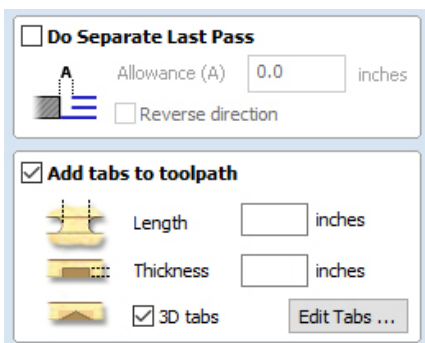 Do Separate Last Pass
A Allowance (A) 0.0 inches
Reverse direction
Add tabs to toolpath
Length inches
Thickness inches
3D tabs Edit Tabs ...